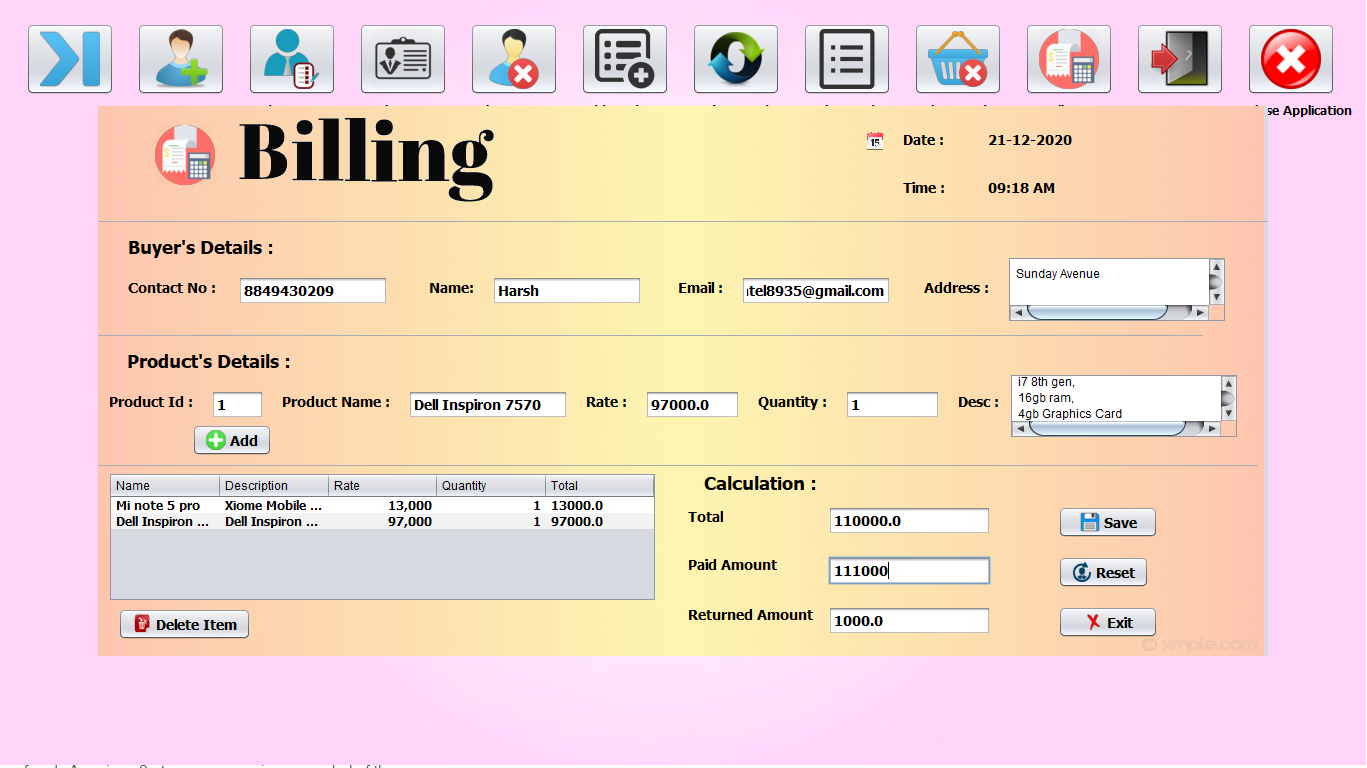 se Application
Billing
15
Date :
21-12-2020
Time :
09:18 AM
Buyer's Details :
Contact No :
8849430209
Name:
Harsh
Email :
tel8935@gmail.com
Address :
Sunday Avenue
Product's Details :
Product Id :
1
Product Name :
Dell Inspiron 7570
Rate :
97000.0
Quantity :
1
Desc :
i7 8th gen,
16gb ram,
4gb Graphics Card
Add
Name Description Rate Quantity Total
Mi note 5 pro Xiome Mobile ... 13,000 1 13000.0
Dell Inspiron ... Dell Inspiron ... 97,000 1 97000.0
Delete Item
Calculation :
Total
110000.0
Save
Paid Amount
111000
Reset
Returned Amount
1000.0
Exit
© xmple.com